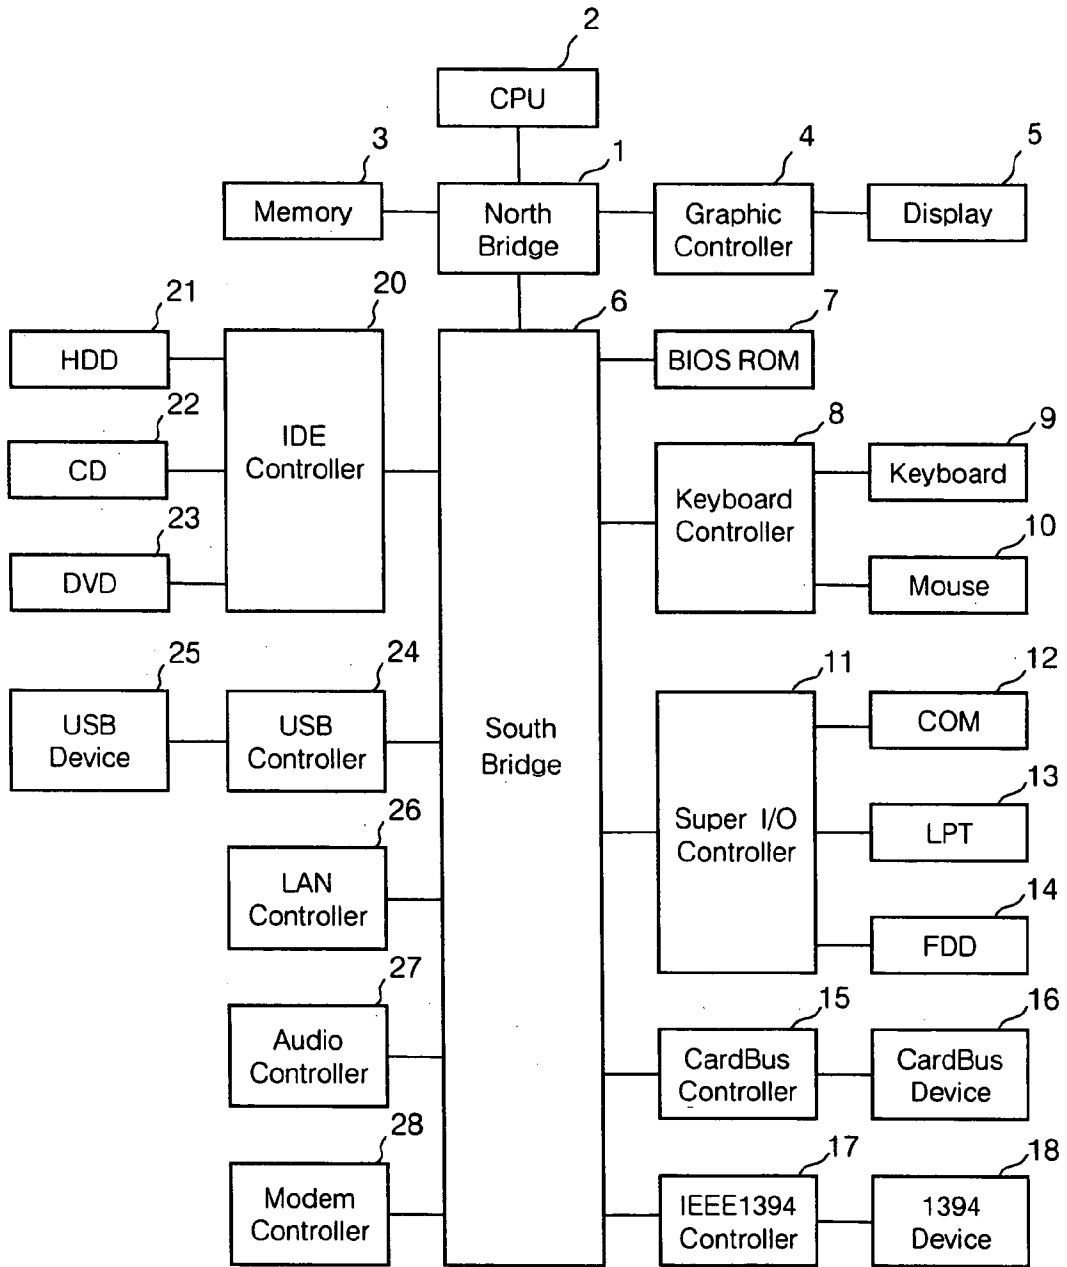 2
CPU
3
1
4
5
Memory
North
Bridge
Graphic
Controller
Display
21
20
6
7
HDD
BIOS ROM
22
8
9
CD
IDE
Controller
Keyboard
Controller
Keyboard
23
10
DVD
Mouse
25
24
11
12
USB
Device
USB
Controller
South
Bridge
COM
26
13
LAN
Controller
Super I/O
Controller
LPT
14
FDD
27
15
16
Audio
Controller
CardBus
Controller
CardBus
Device
28
17
18
Modem
Controller
IEEE1394
Controller
1394
Device